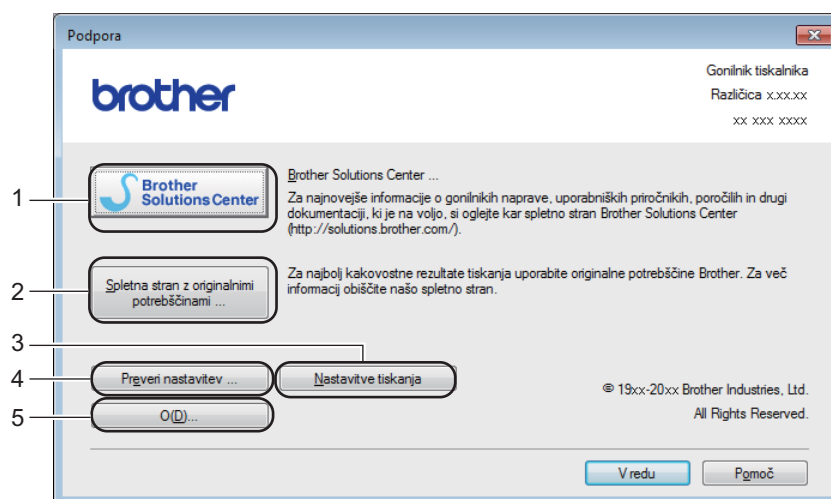 Podpora
brother
Gonilnik tiskalnika
Različica x.xx.xx
xx xxx xxxx
1
Brother
Solutions Center
Brother Solutions Center ...
Za najnovejše informacije o gonilnikih naprave, uporabniških priročnikih, poročilih in drugi
dokumentaciji, ki je na voljo, si oglejte kar spletno stran Brother Solutions Center
(http://solutions.brother.com/).
2
Spletna stran z originalnimi
potrebščinami ...
Za najbolj kakovostne rezultate tiskanja uporabite originalne potrebščine Brother. Za več
informacij obiščite našo spletno stran.
3
4
Preveri nastavitev ...
Nastavitve tiskanja
5
O(D)...
© 19xx-20xx Brother Industries, Ltd.
All Rights Reserved.
V redu
Pomoč